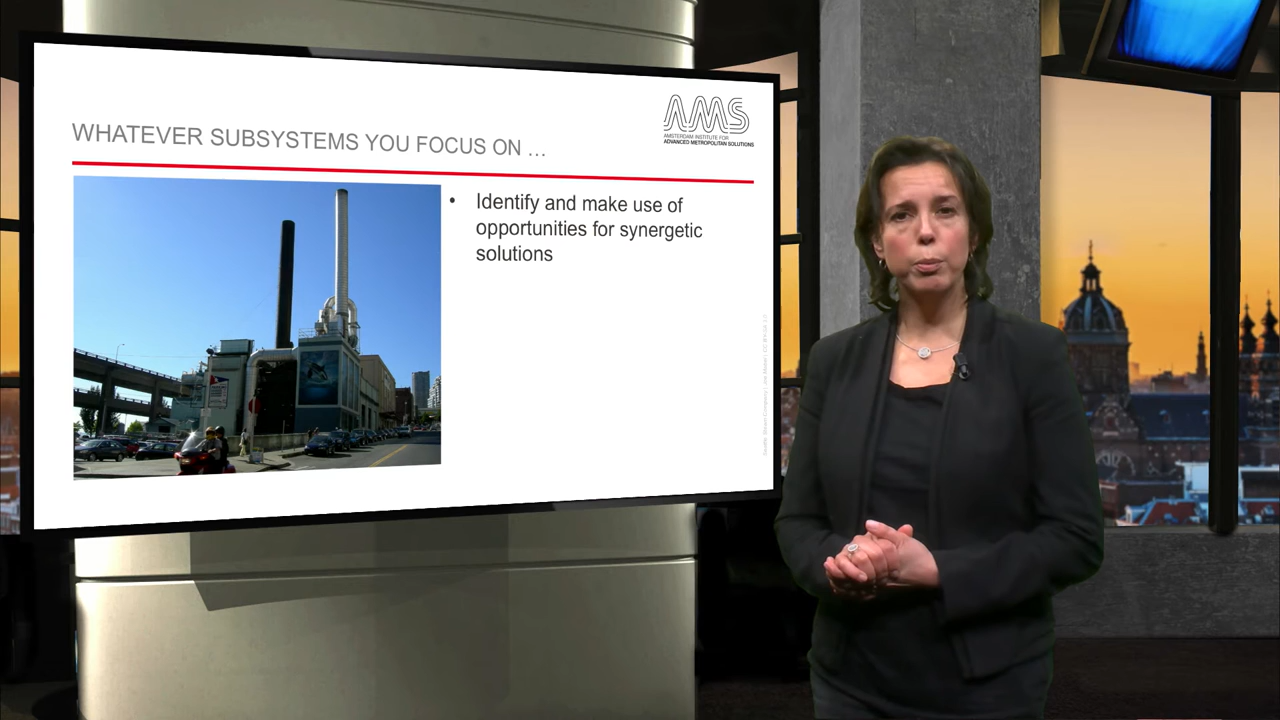 AMS
AMSTERDAM INSTITUTE FOR
ADVANCED METROPOLITAN SOLUTIONS
WHATEVER SUBSYSTEMS YOU FOCUS ON ...
• Identify and make use of
opportunities for synergetic
solutions